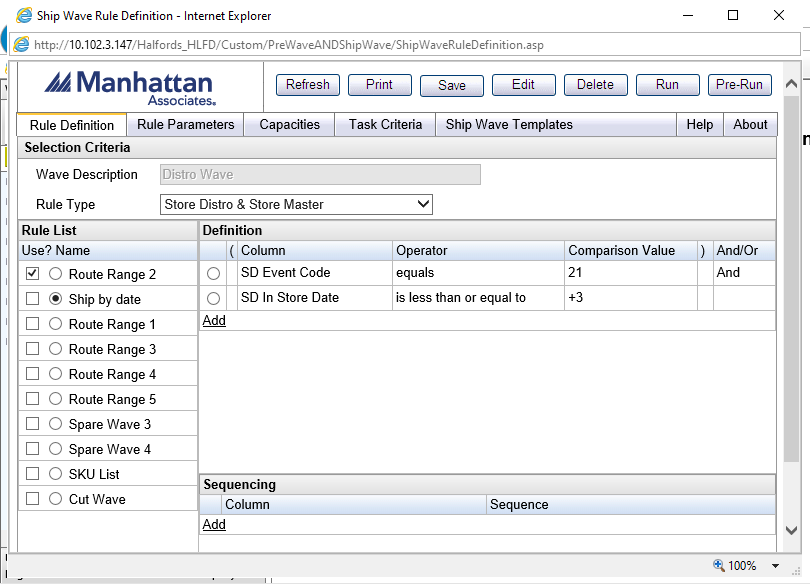 Ship Wave Rule Definition - Internet Explorer
http://10.102.3.147/Halfords_HLFD/Custom/PreWaveANDShipWave/ShipWaveRuleDefinition.asp
Manhattan
Associates.
Refresh Print Save Edit Delete Run Pre-Run
Rule Definition Rule Parameters Capacities Task Criteria Ship Wave Templates Help About
Selection Criteria
Wave Description Distro Wave
Rule Type Store Distro & Store Master
Rule List
Use? Name
Route Range 2
Ship by date
Route Range 1
Route Range 3
Route Range 4
Route Range 5
Spare Wave 3
Spare Wave 4
SKU List
Cut Wave
Definition
( Column Operator Comparison Value ) And/Or
SD Event Code equals 21 And
SD In Store Date is less than or equal to +3
Add
Sequencing
Column Sequence
Add
100%